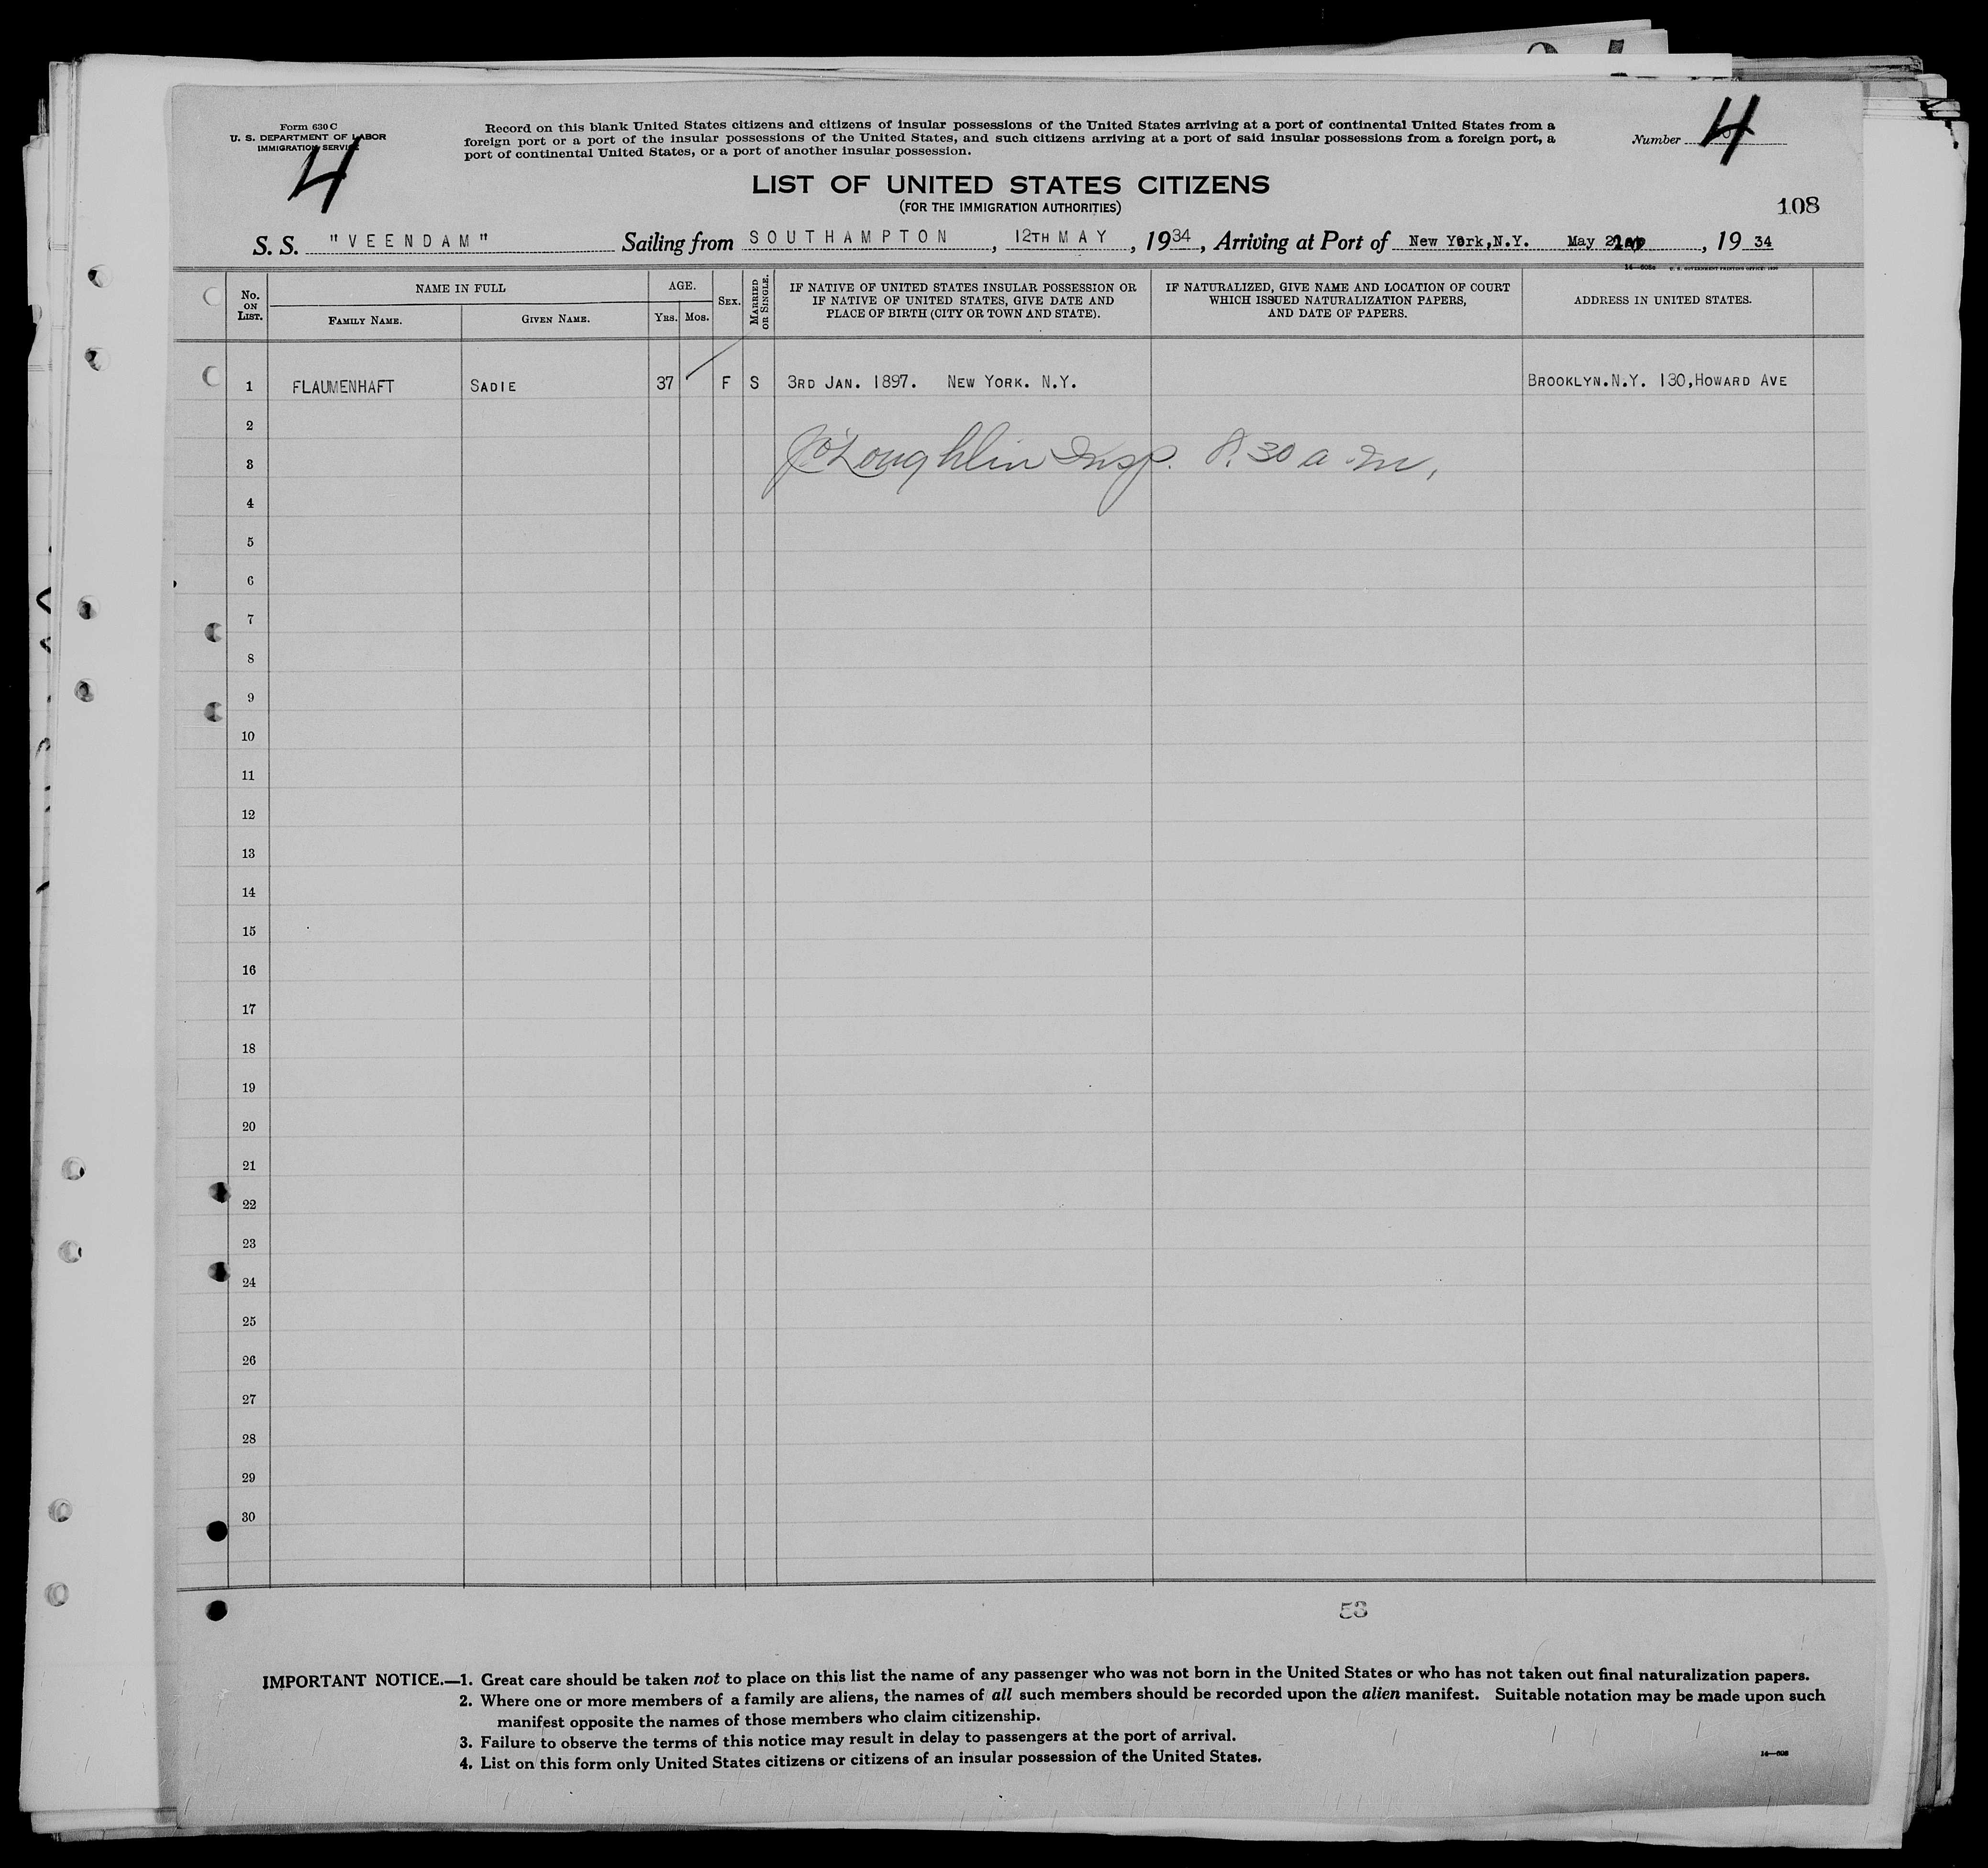 Form 630 C
U. S. DEPARTMENT OF LABOR
IMMIGRATION SERVICE
4
Record on this blank United States citizens and citizens of insular possessions of the United States arriving at a port of continental United States from a
foreign port or a port of the insular possessions of the United States, and such citizens arriving at a port of said insular possessions from a foreign port, a
port of continental United States, or a port of another insular possession.
Number 4
LIST OF UNITED STATES CITIZENS
(FOR THE IMMIGRATION AUTHORITIES)
108
S. S. "VEENDAM" Sailing from SOUTHAMPTON, 12TH MAY, 1934, Arriving at Port of New York,N.Y. May, 19 34
U. S. GOVERNMENT PRINTING OFFICE:
No. ON LIST. NAME IN FULL FAMILY NAME. GIVEN NAME. AGE. YRS. MOS. SEX. MARRIED OR SINGLE. IF NATIVE OF UNITED STATES INSULAR POSSESSION OR IF NATIVE OF UNITED STATES, GIVE DATE AND PLACE OF BIRTH (CITY OR TOWN AND STATE). IF NATURALIZED, GIVE NAME AND LOCATION OF COURT WHICH ISSUED NATURALIZATION PAPERS, AND DATE OF PAPERS. ADDRESS IN UNITED STATES.
1 FLAUMENHAFT SADIE 37 F S 3RD JAN. 1897. NEW YORK. N.Y. BROOKLYN.N.Y. 130,HOWARD AVE
2
3 J O'Loughlin Insp. 8.30 a.m.
4
5
6
7
8
9
10
11
12
13
14
15
16
17
18
19
20
21
22
23
24
25
26
27
28
29
30
58
IMPORTANT NOTICE.—1. Great care should be taken not to place on this list the name of any passenger who was not born in the United States or who has not taken out final naturalization papers.
2. Where one or more members of a family are aliens, the names of all such members should be recorded upon the alien manifest. Suitable notation may be made upon such
manifest opposite the names of those members who claim citizenship.
3. Failure to observe the terms of this notice may result in delay to passengers at the port of arrival.
4. List on this form only United States citizens or citizens of an insular possession of the United States.
14—608